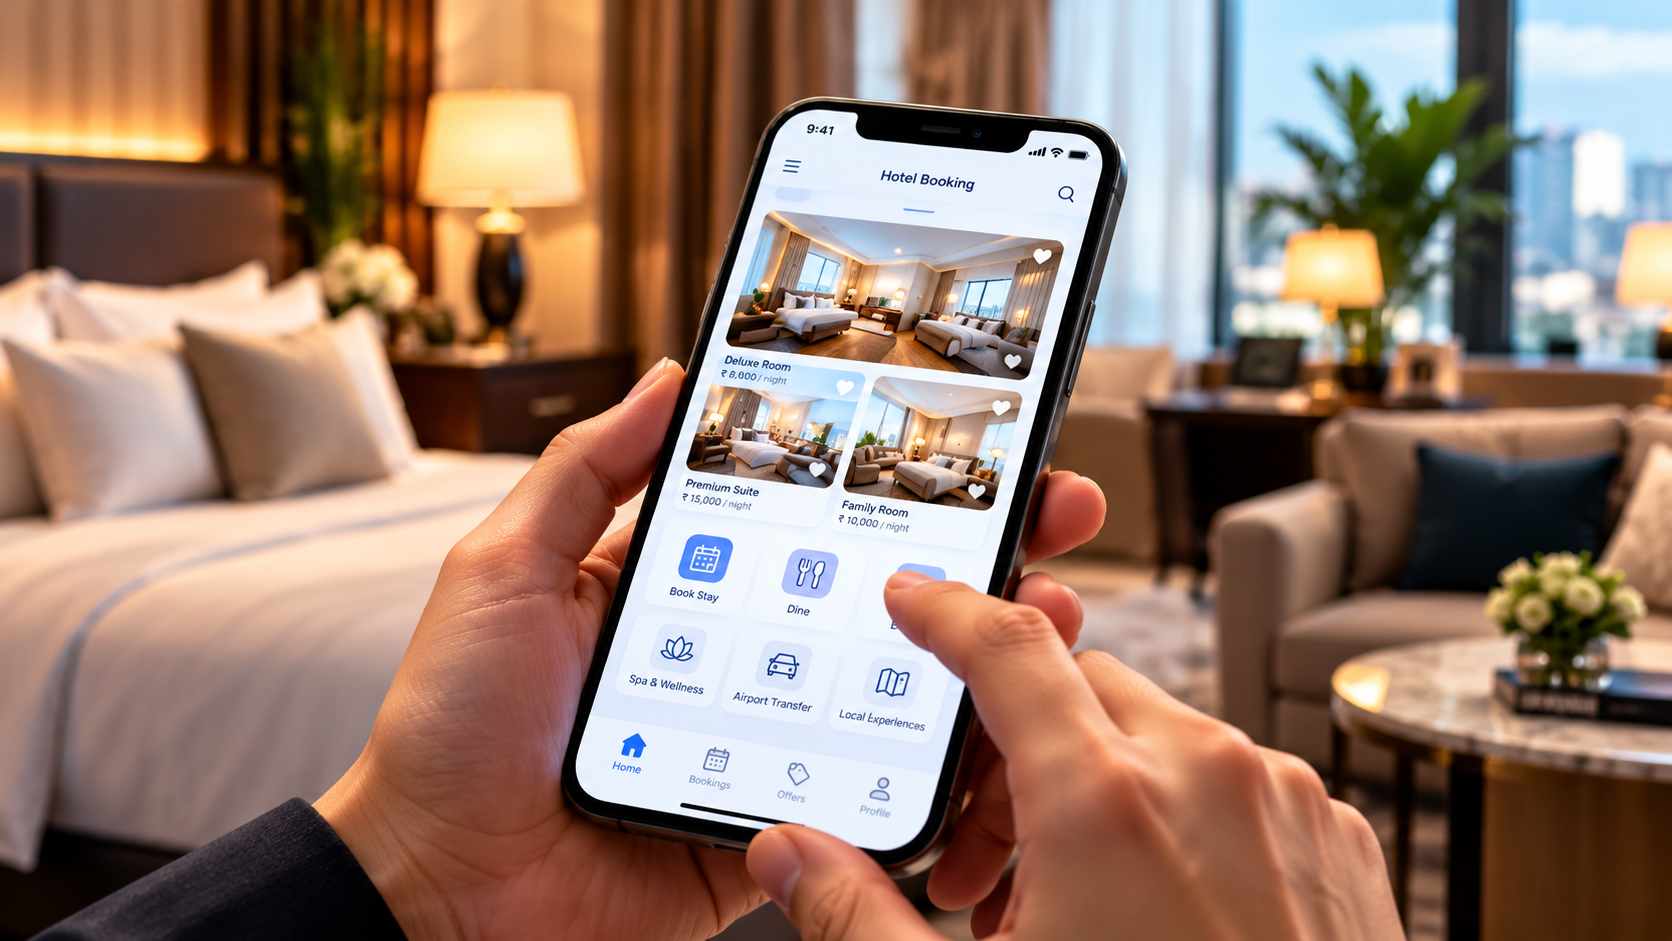 9:41
Hotel Booking
Deluxe Room
₹ 8,800 / night
Premium Suite
₹ 15,000 / night
Family Room
₹ 10,000 / night
Book Stay
Dine
Spa & Wellness
Airport Transfer
Local Experiences
Home
Bookings
Offers
Profile